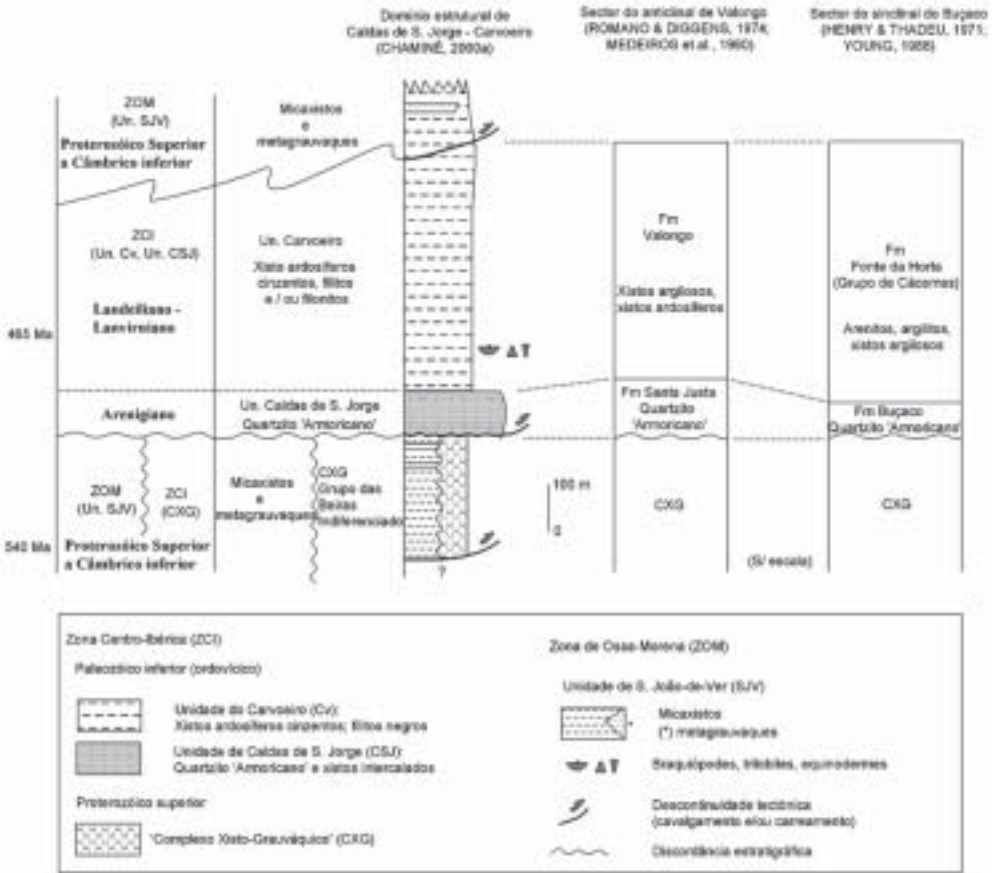 Domínio estrutural de
Caldas de S. Jorge - Carvoeiro
(CHAMINÉ, 2000a)
Sector do anticlinal de Valongo
(ROMANO & DIGGENS, 1974;
MEDEIROS et al., 1980)
Sector do sinclinal do Buçaco
(HENRY & THADEU, 1971;
YOUNG, 1988)
ZOM
(Un. SJV)
Proterozóico Superior
a Câmbrico inferior
Micaxistos
e
metagrauvaques
ZCI
(Un. Cv, Un. CSJ)
Landeiliano -
Lanvirniano
465 Ma
Un. Carvoeiro
Xisto ardosíferos
cinzentos, filitos
e / ou filonitos
Fm
Valongo
Xistos argilosos,
xistos ardosíferos
Fm
Fonte da Horta
(Grupo de Cácemes)
Arenitos, argilitos,
xistos argilosos
Arenigiano
Un. Caldas de S. Jorge
Quartzito 'Armoricano'
Fm Santa Justa
Quartzito
'Armoricano'
Fm Buçaco
Quartzito 'Armoricano'
ZOM
(Un. SJV)
ZCI
(CXG)
Proterozóico Superior
a Câmbrico inferior
540 Ma
Micaxistos
e
metagrauvaques
CXG
Grupo das
Beiras
Indiferenciado
?
100 m
0
CXG
(S/ escala)
CXG
Zona Centro-Ibérica (ZCI)
Paleozóico inferior (ordovícico)
Unidade do Carvoeiro (Cv):
Xistos ardosíferos cinzentos; filitos negros
Unidade de Caldas de S. Jorge (CSJ):
Quartzito 'Armoricano' e xistos intercalados
Proterozóico superior
'Complexo Xisto-Grauváquico' (CXG)
Zona de Ossa-Morena (ZOM)
Unidade de S. João-de-Ver (SJV)
Micaxistos
(*) metagrauvaques
Braquiópodes, trilobites, equinodermes
Descontinuidade tectónica
(cavalgamento e/ou carreamento)
Discordância estratigráfica